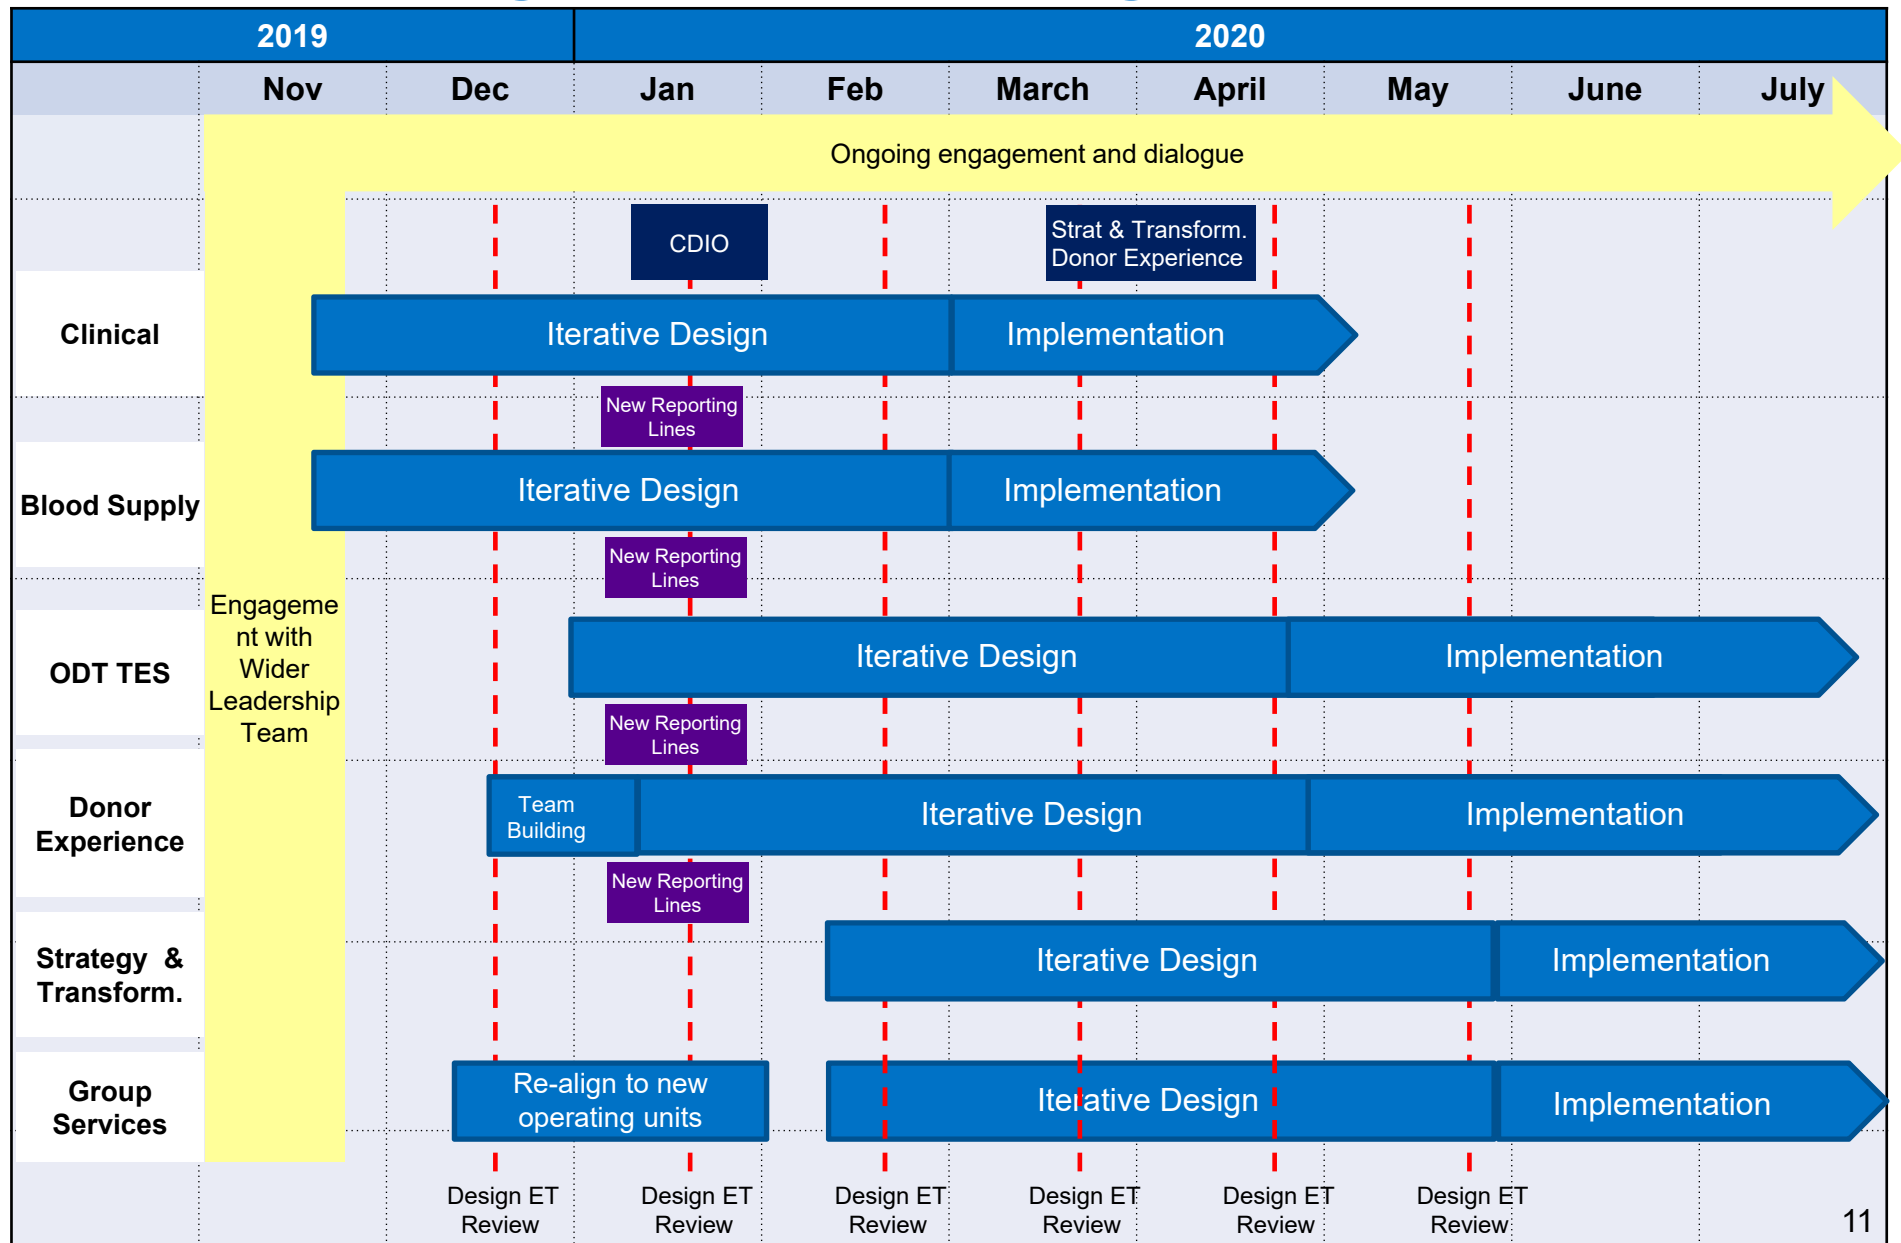 2019
2020
Nov
Dec
Jan
Feb
March
April
May
June
July
Ongoing engagement and dialogue
CDIO
Strat & Transform.
Donor Experience
Clinical
Iterative Design
Implementation
New Reporting
Lines
Blood Supply
Iterative Design
Implementation
New Reporting
Lines
Engageme
nt with
Wider
Leadership
Team
ODT TES
Iterative Design
Implementation
New Reporting
Lines
Donor
Experience
Team
Building
Iterative Design
Implementation
New Reporting
Lines
Strategy &
Transform.
Iterative Design
Implementation
Group
Services
Re-align to new
operating units
Iterative Design
Implementation
Design ET
Review
Design ET
Review
Design ET
Review
Design ET
Review
Design ET
Review
Design ET
Review
11